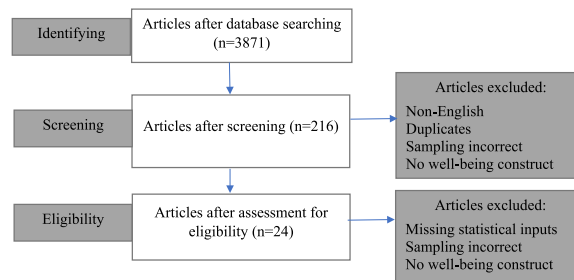 Identifying
Articles after database searching
(n=3871)
Screening
Articles after screening (n=216)
Articles excluded:
Non-English
Duplicates
Sampling incorrect
No well-being construct
Eligibility
Articles after assessment for
eligibility (n=24)
Articles excluded:
Missing statistical inputs
Sampling incorrect
No well-being construct